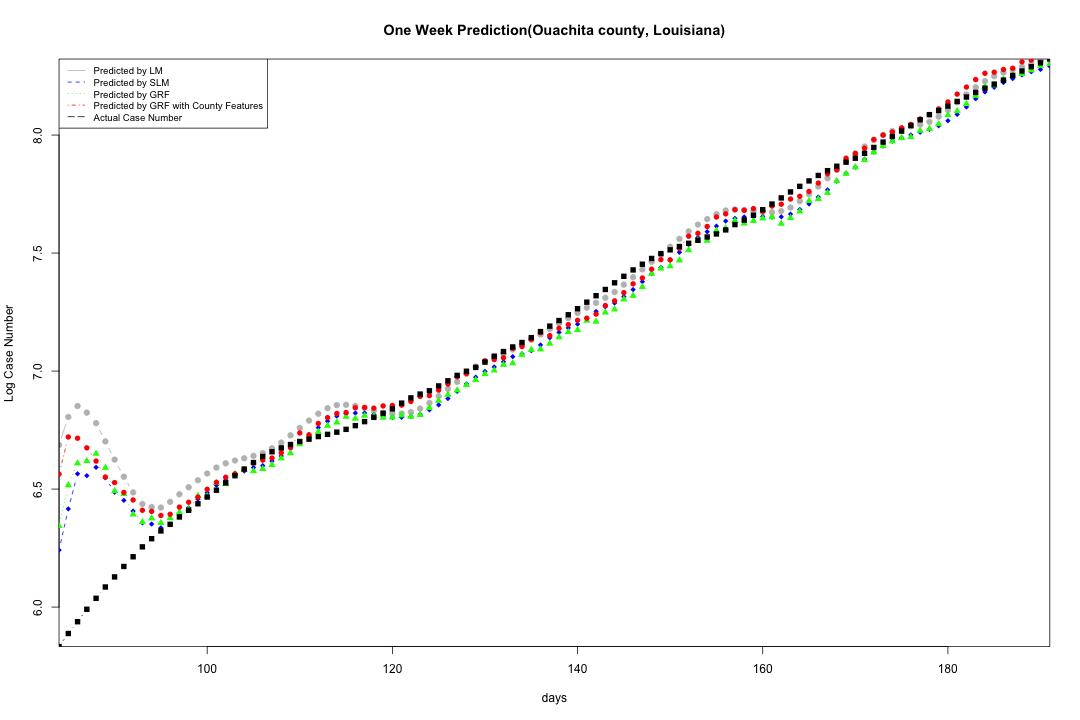 One Week Prediction(Ouachita county, Louisiana)
Predicted by LM
Predicted by SLM
Predicted by GRF
Predicted by GRF with County Features
Actual Case Number
Log Case Number
8.0
7.5
7.0
6.5
6.0
100 120 140 160 180
days